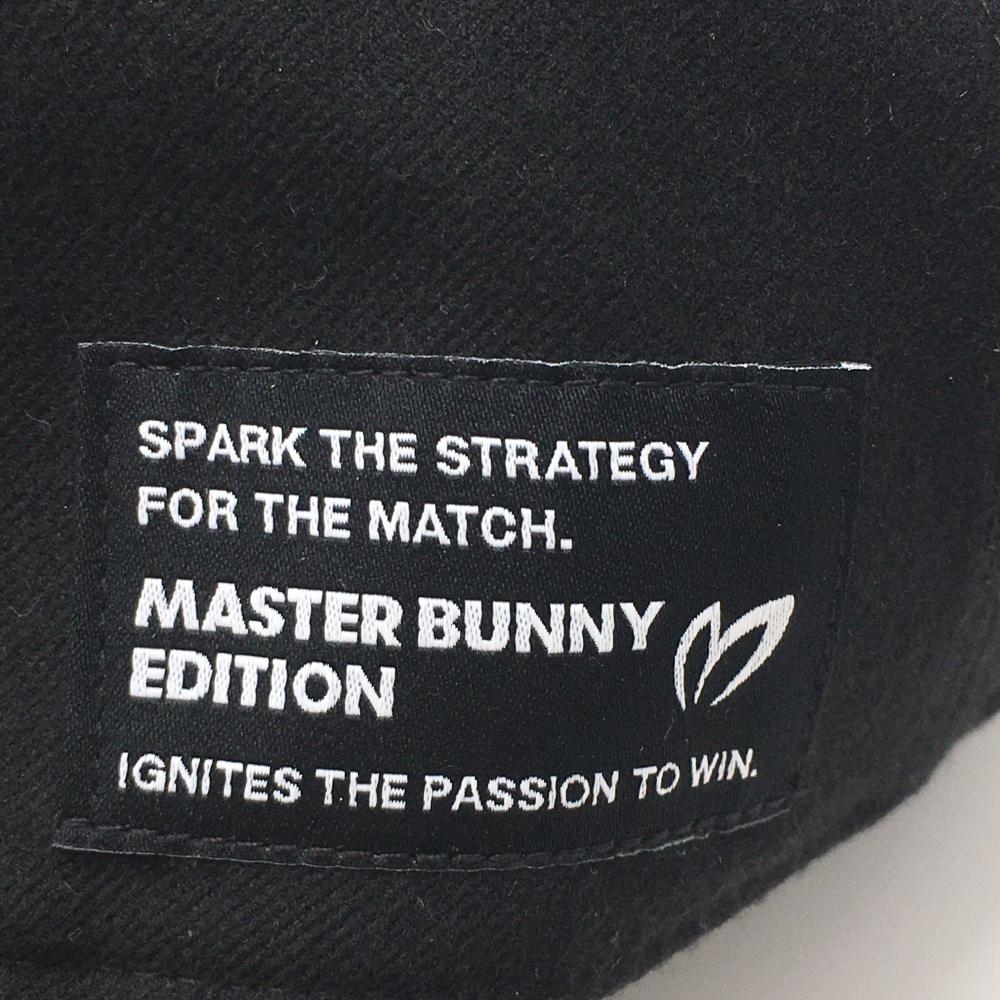 SPARK THE STRATEGY
FOR THE MATCH.
MASTER BUNNY
EDITION
IGNITES THE PASSION TO WIN.